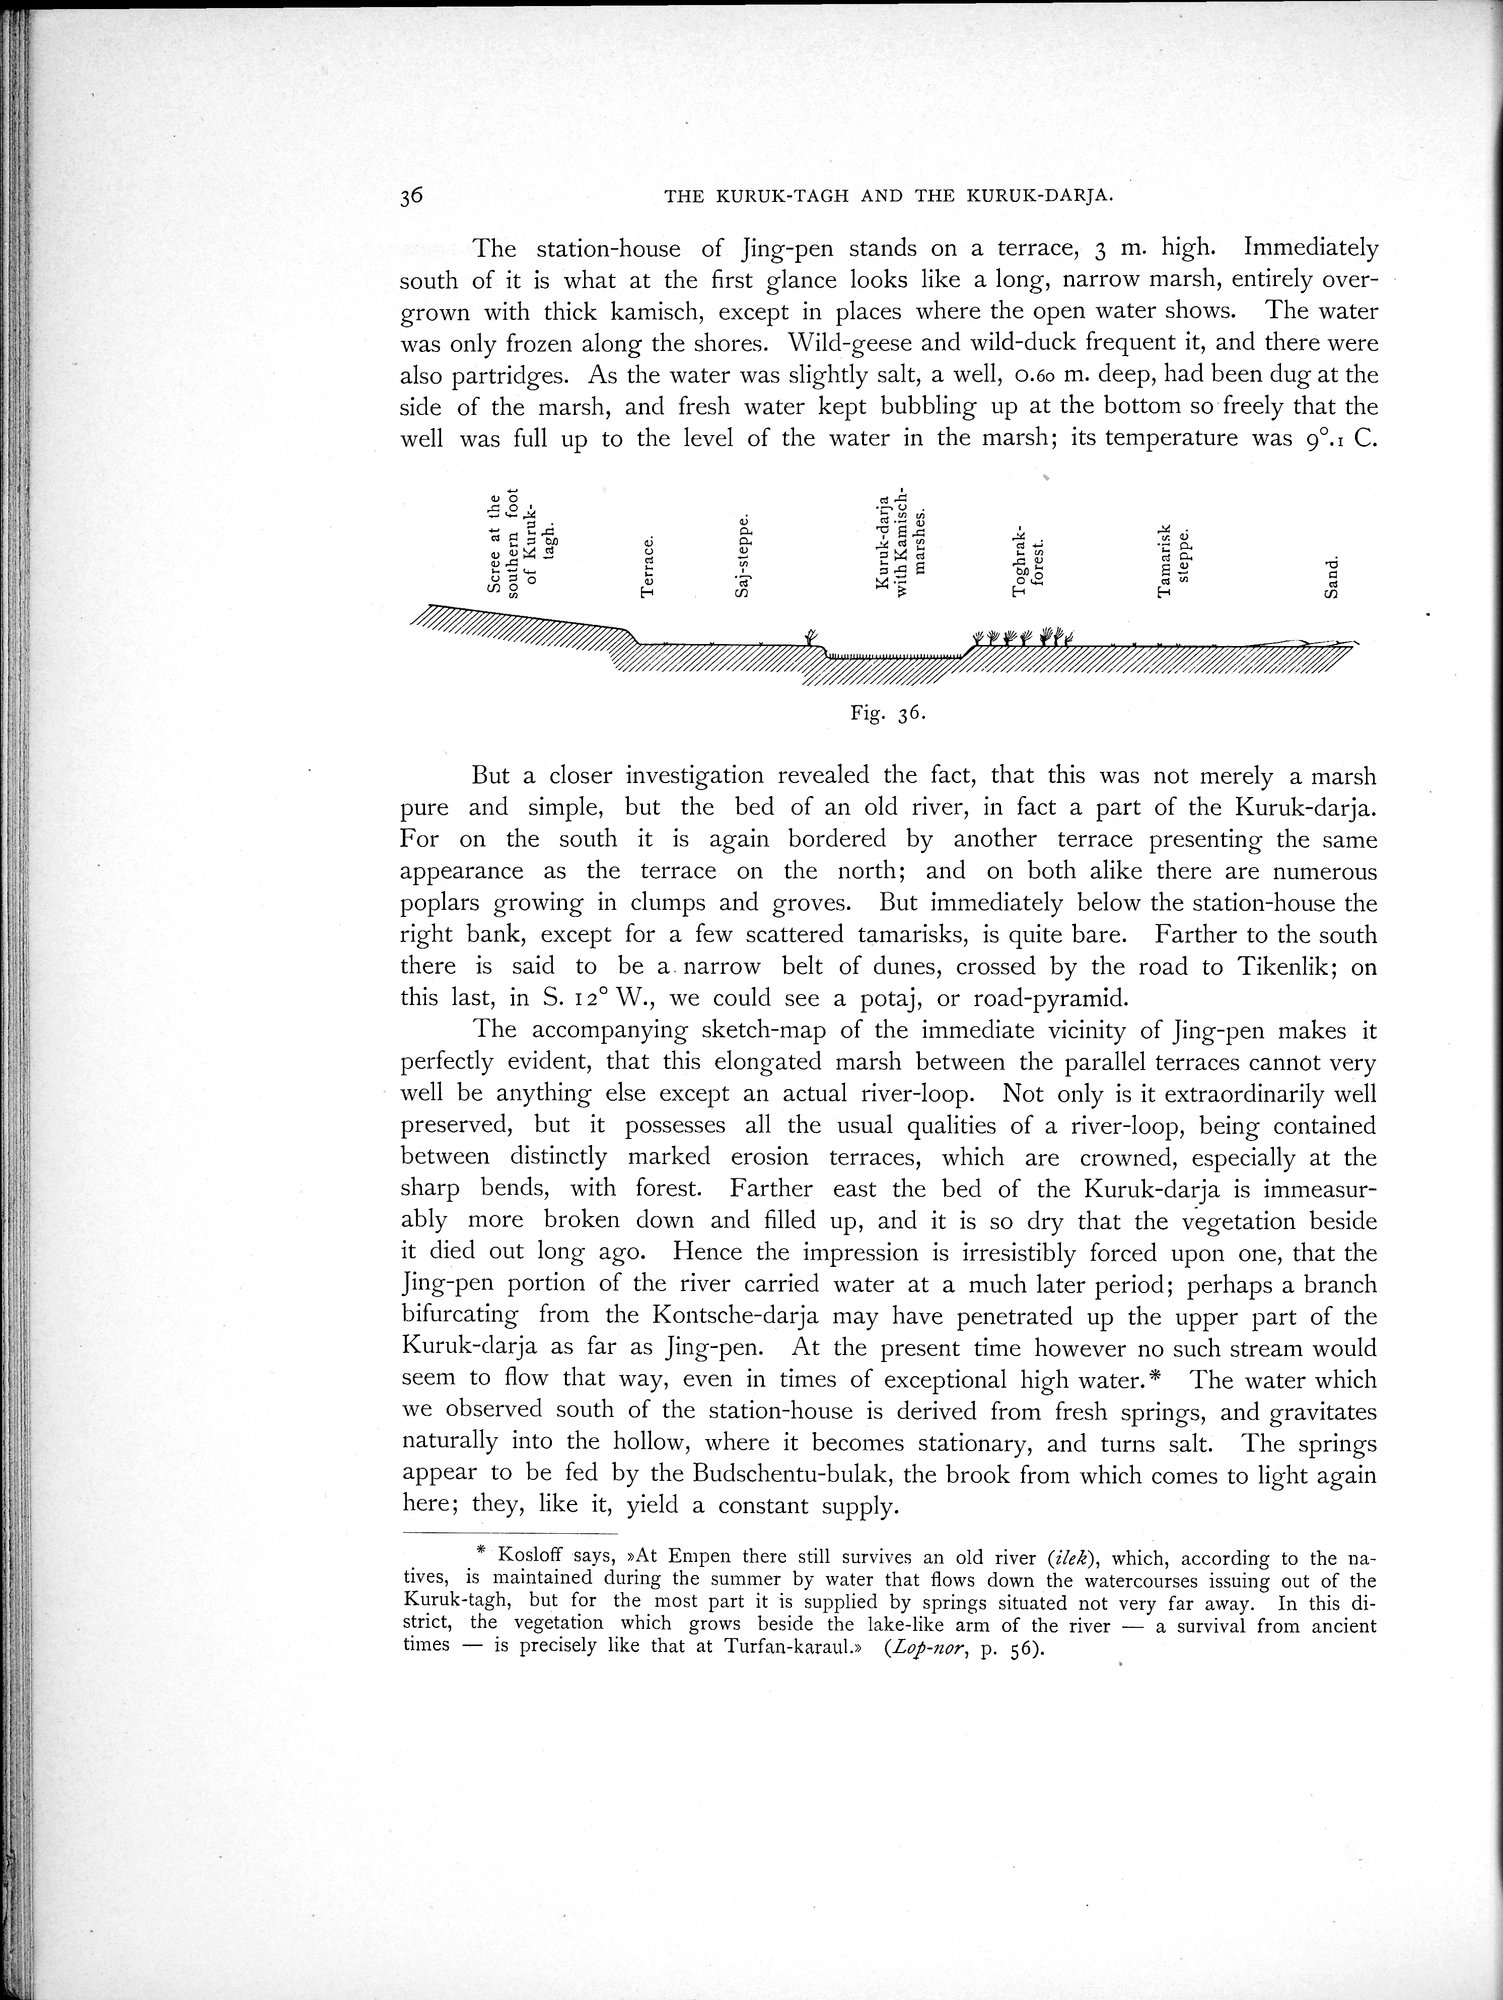 36
THE KURUK-TAGH AND THE KURUK-DARJA.
The station-house of Jing-pen stands on a terrace, 3 m. high. Immediately
south of it is what at the first glance looks like a long, narrow marsh, entirely over-
grown with thick kamisch, except in places where the open water shows. The water
was only frozen along the shores. Wild-geese and wild-duck frequent it, and there were
also partridges. As the water was slightly salt, a well, 0.60 m. deep, had been dug at the
side of the marsh, and fresh water kept bubbling up at the bottom so freely that the
well was full up to the level of the water in the marsh; its temperature was 9°.1 C.
Scree at the
southern foot
of Kuruk-
tagh.
Terrace.
Saj-steppe.
Kuruk-darja
with Kamisch-
marshes.
Toghrak-
forest.
Tamarisk
steppe.
Sand.
Fig. 36.
But a closer investigation revealed the fact, that this was not merely a marsh
pure and simple, but the bed of an old river, in fact a part of the Kuruk-darja.
For on the south it is again bordered by another terrace presenting the same
appearance as the terrace on the north; and on both alike there are numerous
poplars growing in clumps and groves. But immediately below the station-house the
right bank, except for a few scattered tamarisks, is quite bare. Farther to the south
there is said to be a narrow belt of dunes, crossed by the road to Tikenlik; on
this last, in S. 12° W., we could see a potaj, or road-pyramid.
The accompanying sketch-map of the immediate vicinity of Jing-pen makes it
perfectly evident, that this elongated marsh between the parallel terraces cannot very
well be anything else except an actual river-loop. Not only is it extraordinarily well
preserved, but it possesses all the usual qualities of a river-loop, being contained
between distinctly marked erosion terraces, which are crowned, especially at the
sharp bends, with forest. Farther east the bed of the Kuruk-darja is immeasur-
ably more broken down and filled up, and it is so dry that the vegetation beside
it died out long ago. Hence the impression is irresistibly forced upon one, that the
Jing-pen portion of the river carried water at a much later period; perhaps a branch
bifurcating from the Kontsche-darja may have penetrated up the upper part of the
Kuruk-darja as far as Jing-pen. At the present time however no such stream would
seem to flow that way, even in times of exceptional high water.* The water which
we observed south of the station-house is derived from fresh springs, and gravitates
naturally into the hollow, where it becomes stationary, and turns salt. The springs
appear to be fed by the Budschentu-bulak, the brook from which comes to light again
here; they, like it, yield a constant supply.
* Kosloff says, »At Empen there still survives an old river (ilek), which, according to the na-
tives, is maintained during the summer by water that flows down the watercourses issuing out of the
Kuruk-tagh, but for the most part it is supplied by springs situated not very far away. In this di-
strict, the vegetation which grows beside the lake-like arm of the river — a survival from ancient
times — is precisely like that at Turfan-karaul.» (Lop-nor, p. 56).